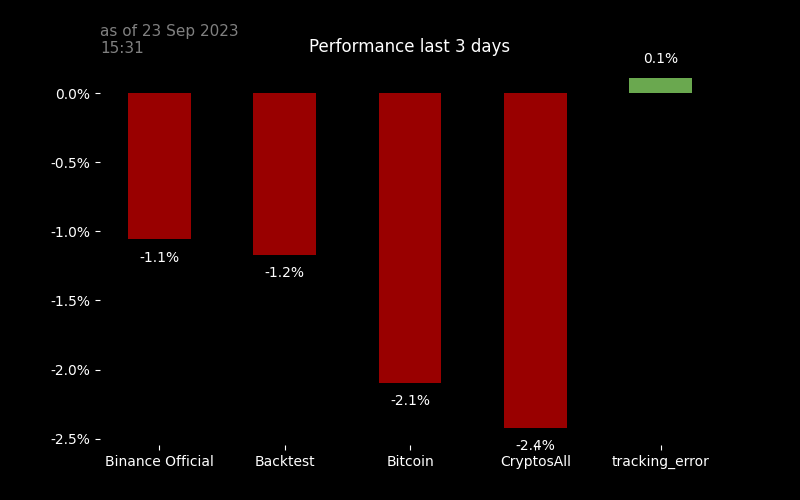 as of 23 Sep 2023
15:31
Performance last 3 days
0.1%
0.0%
-0.5%
-1.0%
-1.5%
-2.0%
-2.5%
-1.1%
-1.2%
-2.1%
-2.4%
Binance Official
Backtest
Bitcoin
CryptosAll
tracking_error